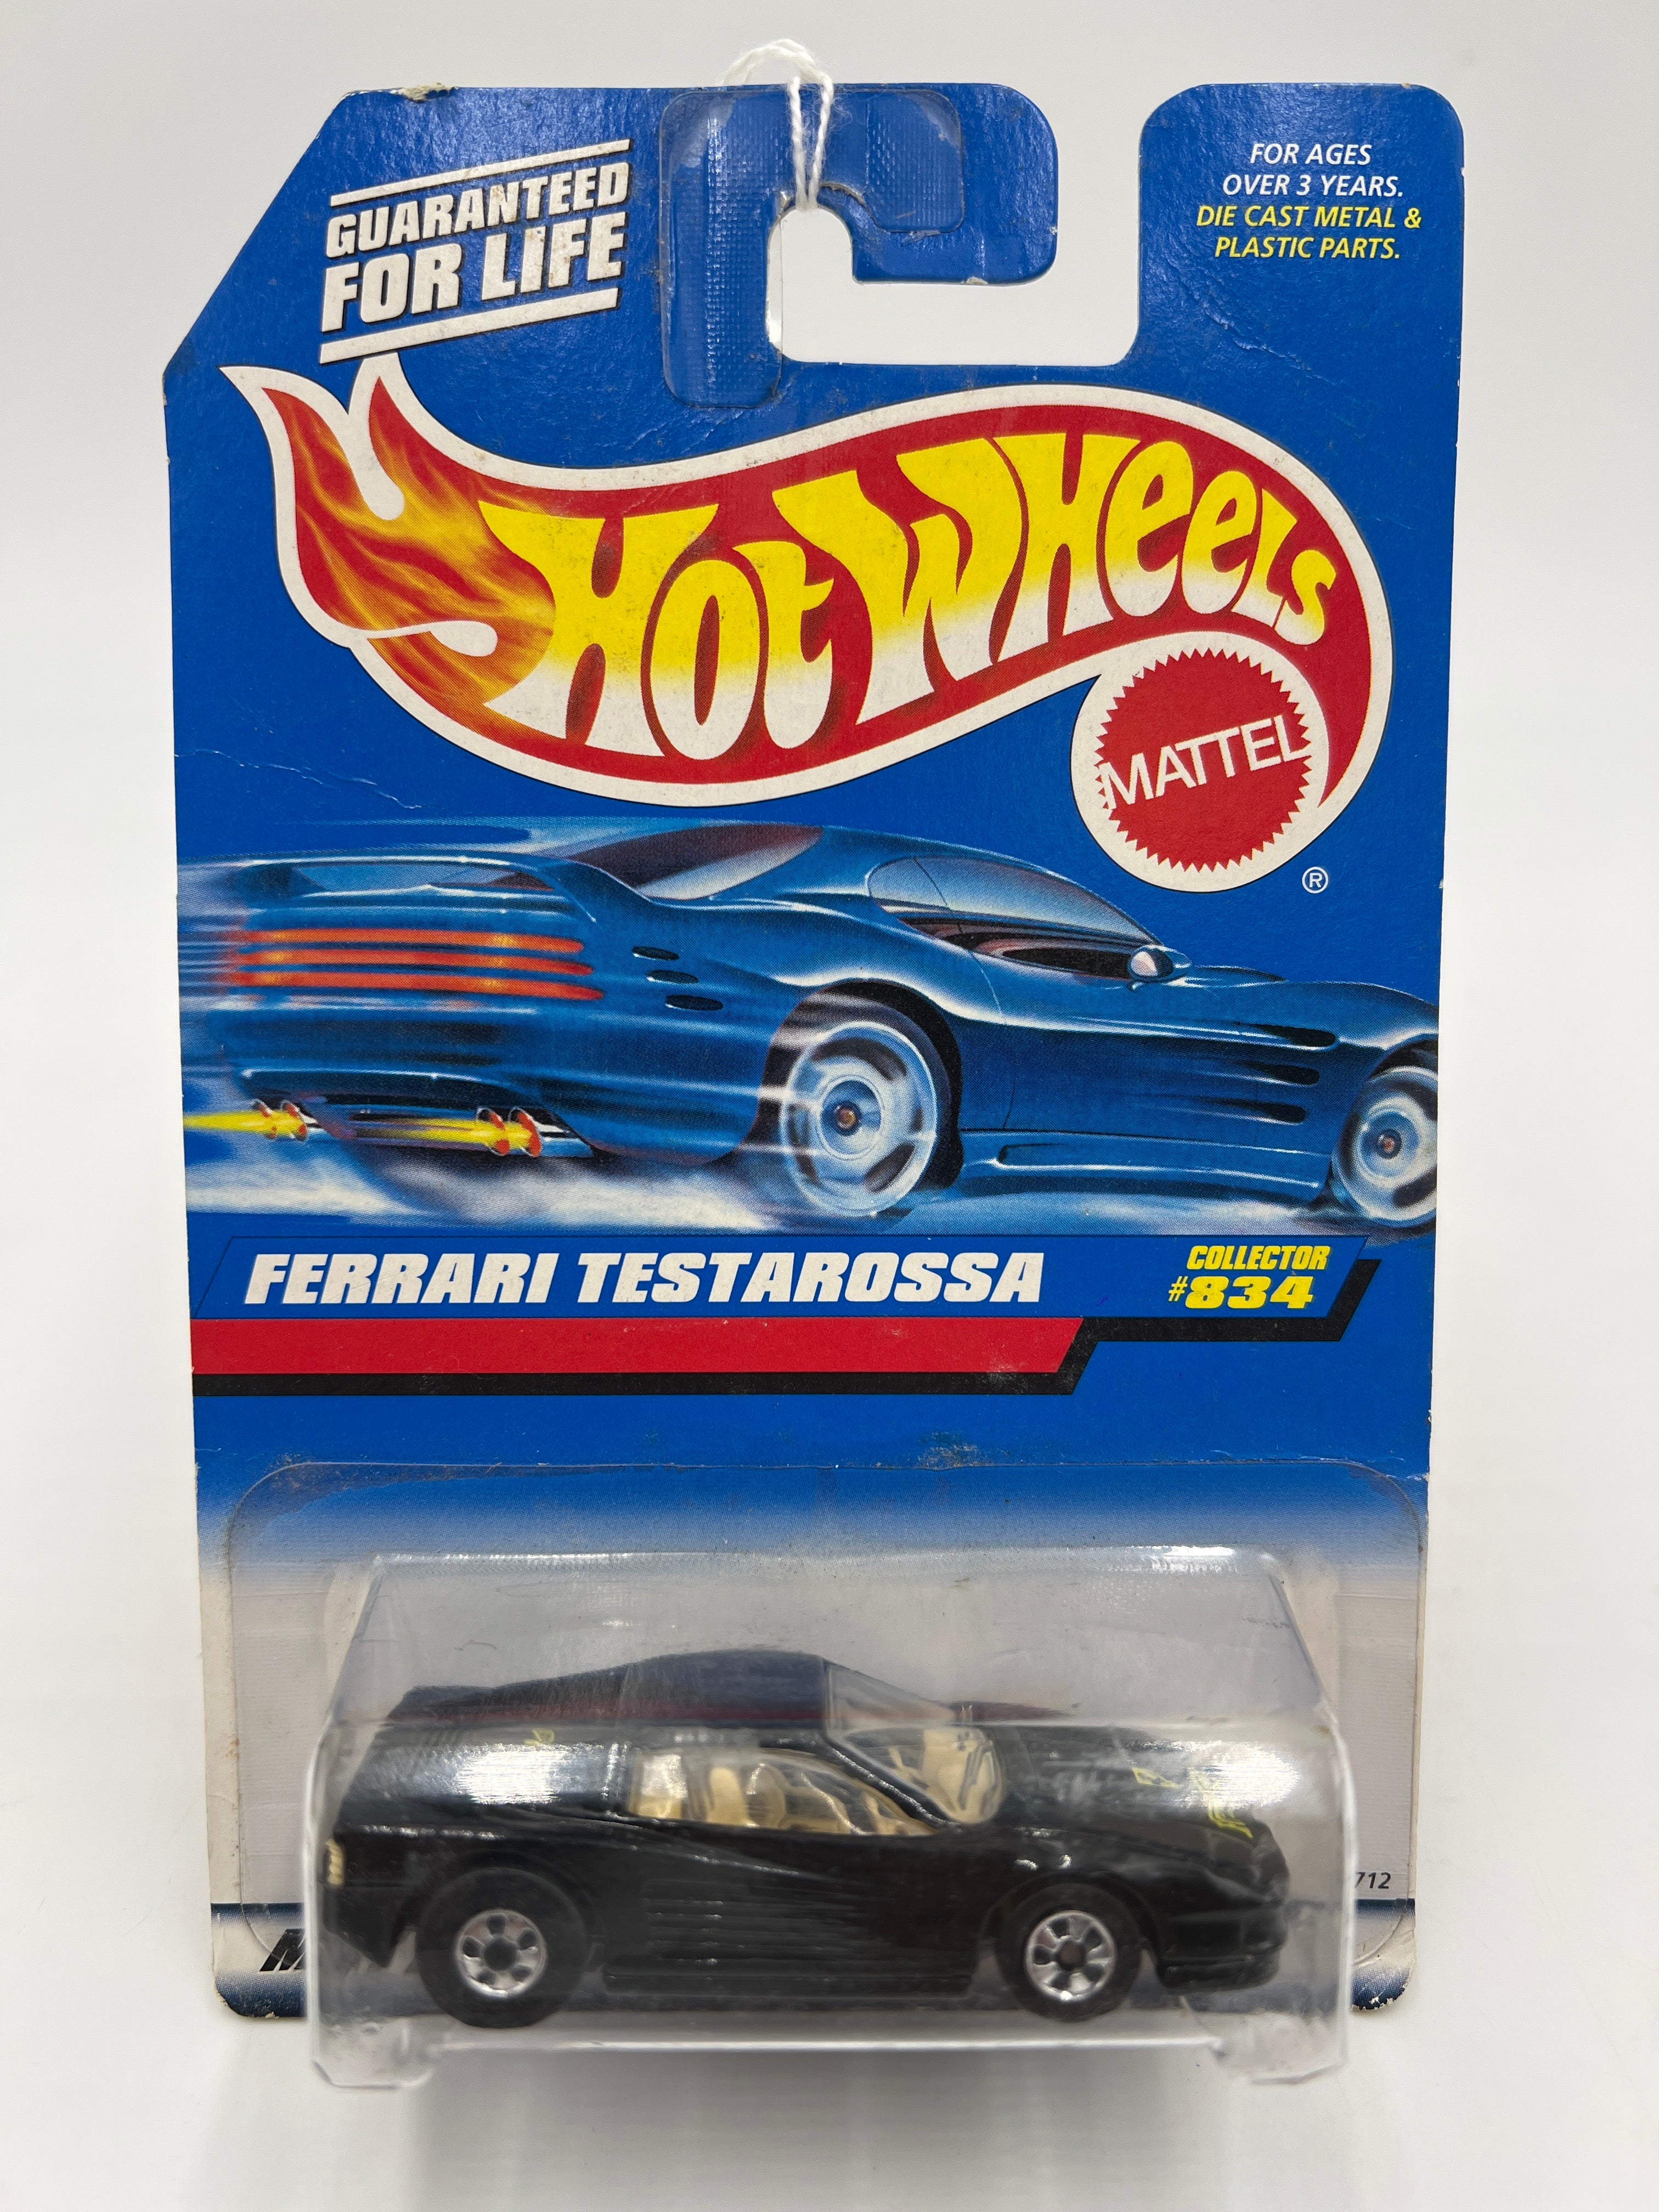 GUARANTEED
FOR LIFE
FOR AGES
OVER 3 YEARS.
DIE CAST METAL &
PLASTIC PARTS.
HOT WHEELS
MATTEL
®
FERRARI TESTAROSSA
COLLECTOR
#834
712
M